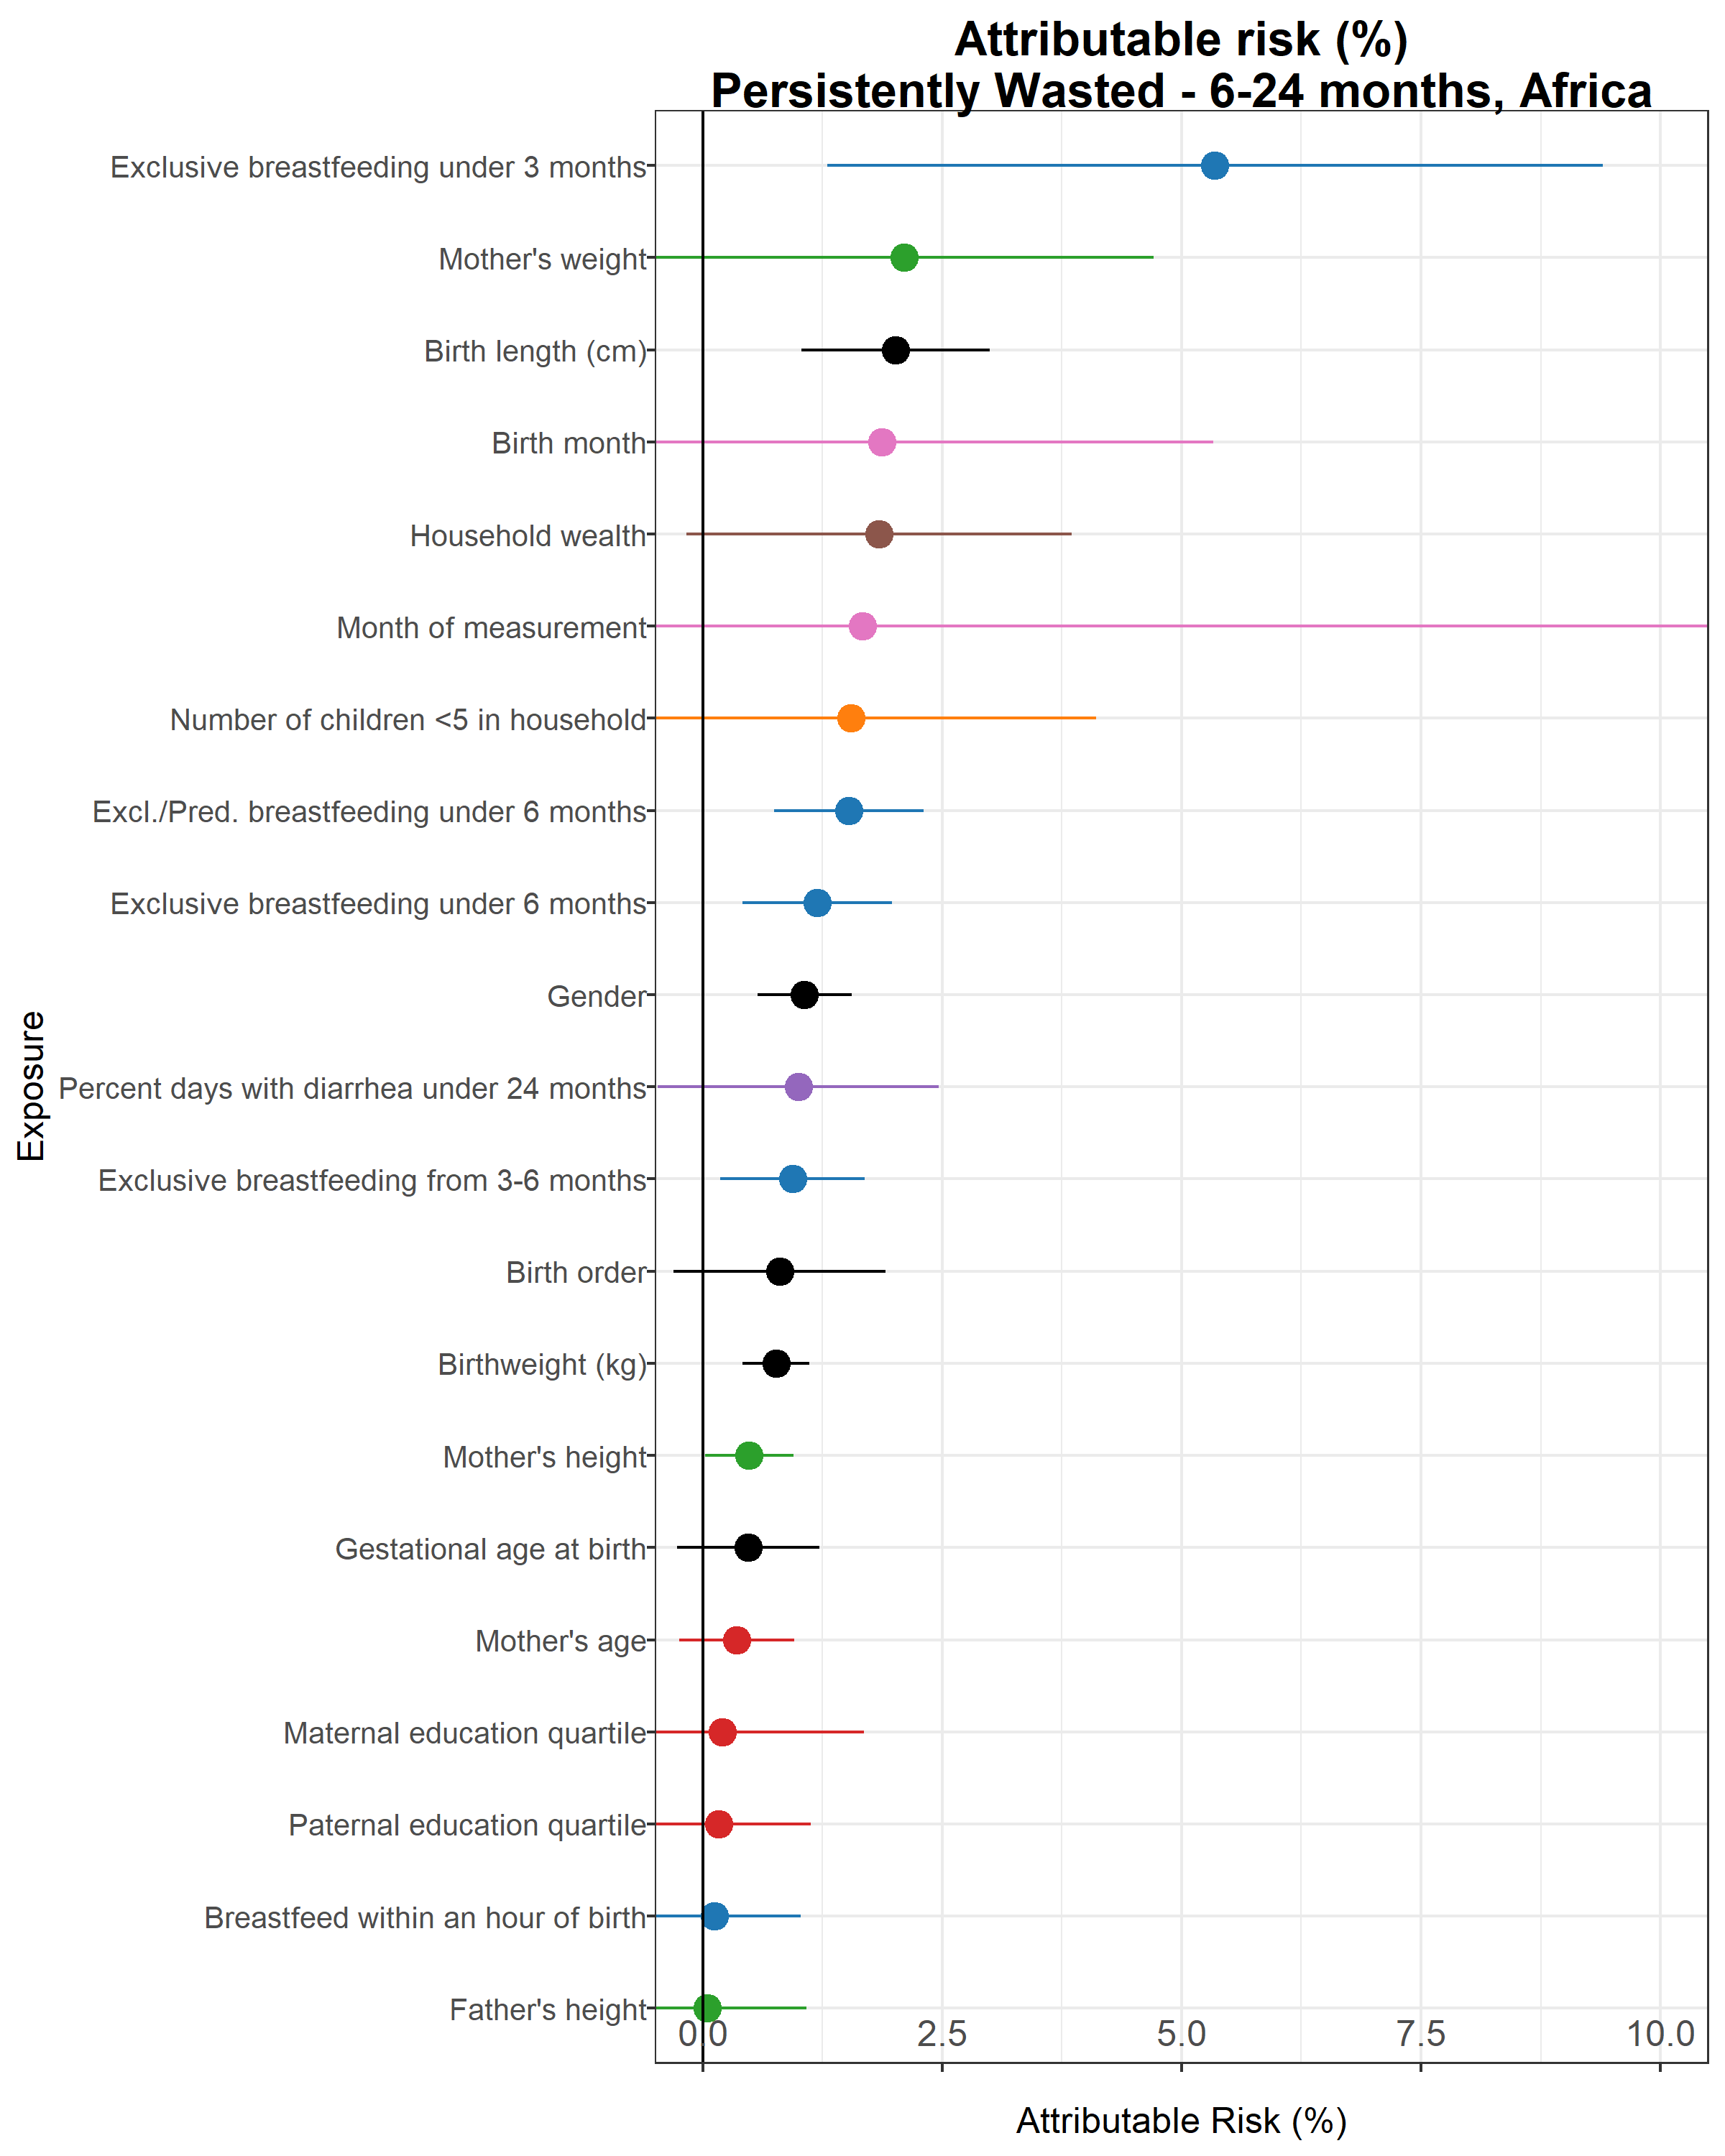 Attributable risk (%)
Persistently Wasted - 6-24 months, Africa
Exclusive breastfeeding under 3 months
Mother's weight
Birth length (cm)
Birth month
Household wealth
Month of measurement
Number of children <5 in household
Excl./Pred. breastfeeding under 6 months
Exclusive breastfeeding under 6 months
Gender
Percent days with diarrhea under 24 months
Exclusive breastfeeding from 3-6 months
Birth order
Birthweight (kg)
Mother's height
Gestational age at birth
Mother's age
Maternal education quartile
Paternal education quartile
Breastfeed within an hour of birth
Father's height
Exposure
0.0 2.5 5.0 7.5 10.0
Attributable Risk (%)